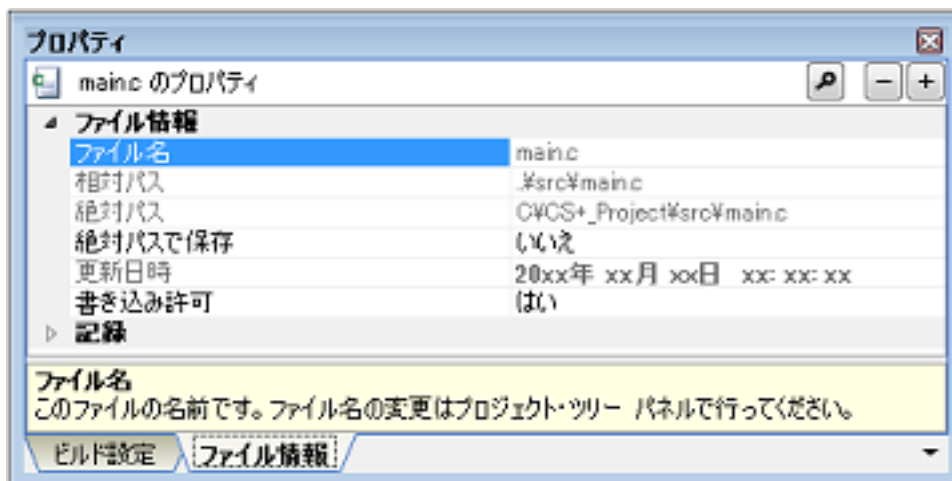 プロパティ
main.c のプロパティ
ファイル情報
ファイル名 main.c
相対パス .¥src¥main.c
絶対パス C¥CS+_Project¥src¥main.c
絶対パスで保存 いいえ
更新日時 20xx年 xx月 xx日 xx: xx: xx
書き込み許可 はい
記録
ファイル名
このファイルの名前です。ファイル名の変更はプロジェクト・ツリー パネルで行ってください。
ビルド設定 ファイル情報